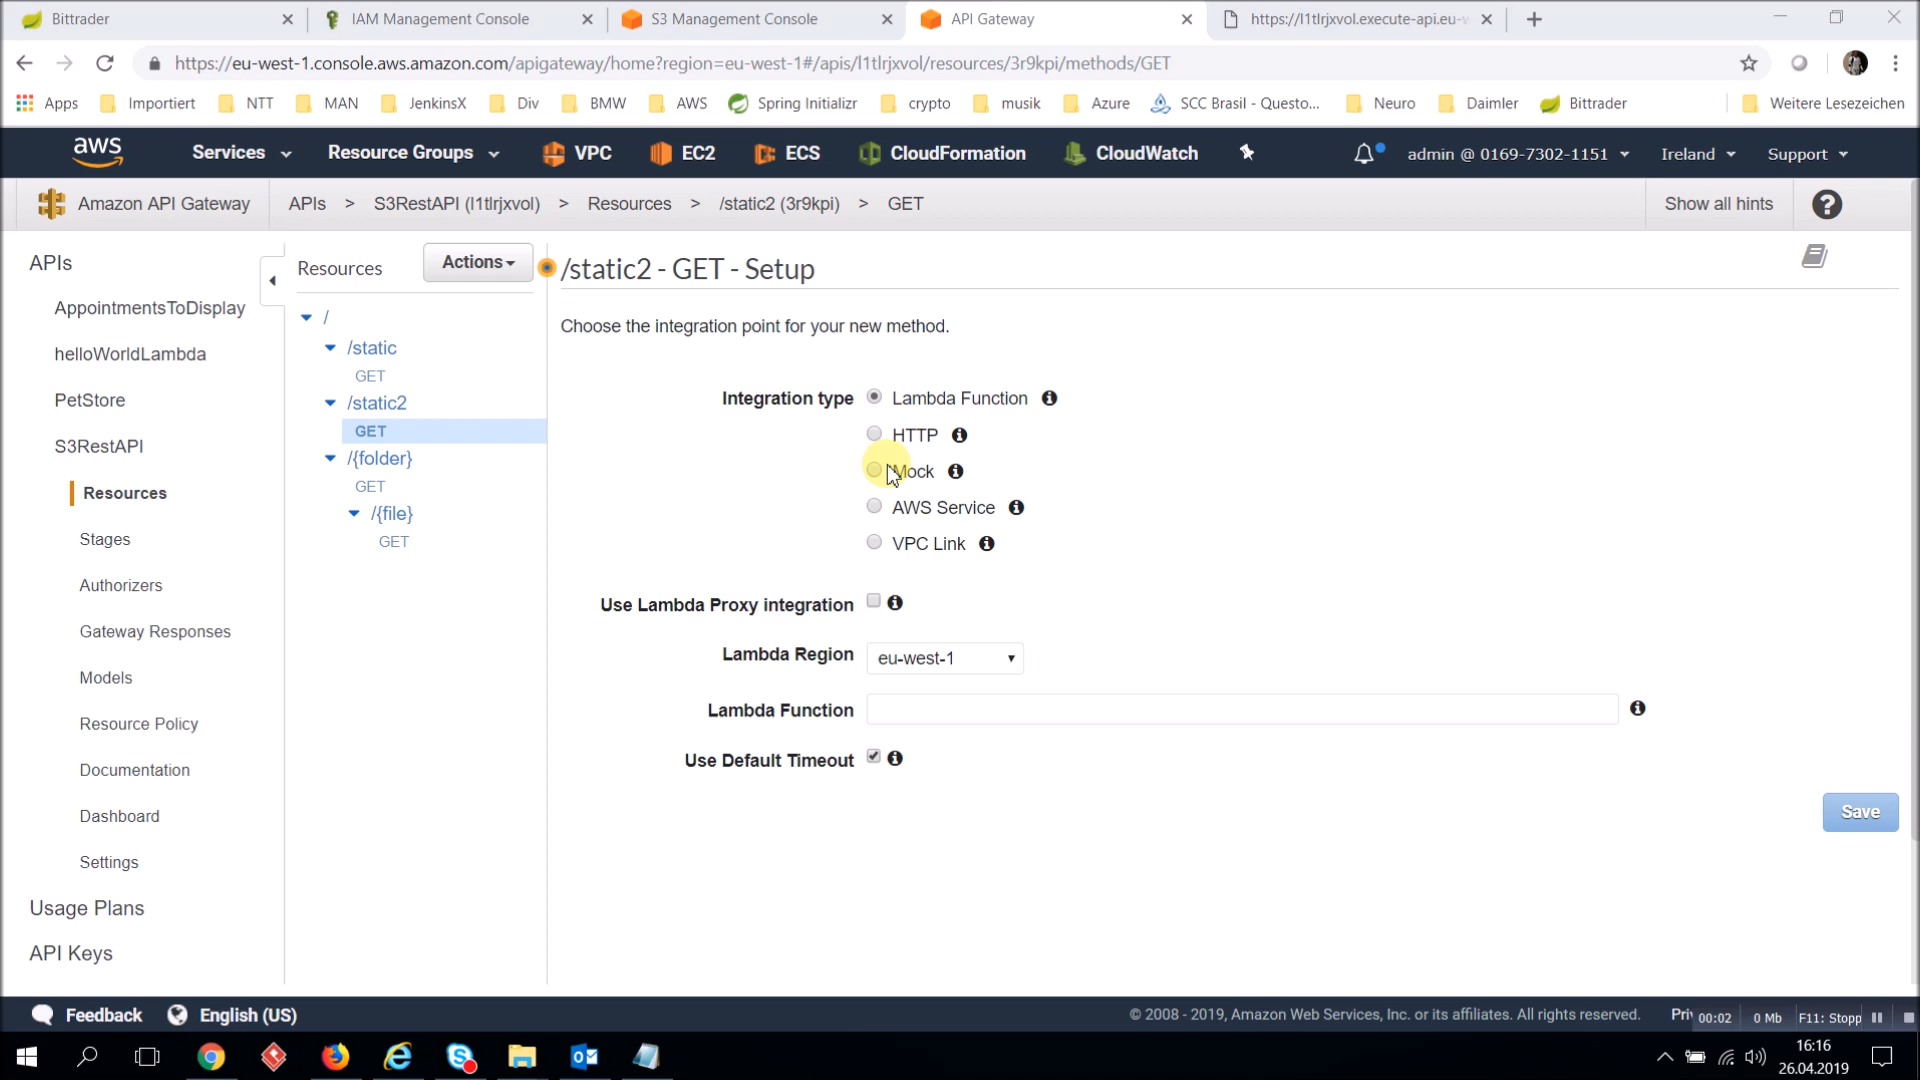 Bittrader
IAM Management Console
S3 Management Console
API Gateway
https://l1tlrjxvol.execute-api.eu-w
https://eu-west-1.console.aws.amazon.com/apigateway/home?region=eu-west-1#/apis/l1tlrjxvol/resources/3r9kpi/methods/GET
Apps
Importiert
NTT
MAN
JenkinsX
Div
BMW
AWS
Spring Initializr
crypto
musik
Azure
SCC Brasil - Questo...
Neuro
Daimler
Bittrader
Weitere Lesezeichen
aws
Services
Resource Groups
VPC
EC2
ECS
CloudFormation
CloudWatch
admin @ 0169-7302-1151
Ireland
Support
Amazon API Gateway
APIs > S3RestAPI (l1tlrjxvol) > Resources > /static2 (3r9kpi) > GET
Show all hints
APIs
AppointmentsToDisplay
helloWorldLambda
PetStore
S3RestAPI
Resources
Stages
Authorizers
Gateway Responses
Models
Resource Policy
Documentation
Dashboard
Settings
Usage Plans
API Keys
Resources
Actions
/
/static
GET
/static2
GET
/{folder}
GET
/{file}
GET
/static2 - GET - Setup
Choose the integration point for your new method.
Integration type
Lambda Function
HTTP
Mock
AWS Service
VPC Link
Use Lambda Proxy integration
Lambda Region
eu-west-1
Lambda Function
Use Default Timeout
Save
Feedback
English (US)
© 2008 - 2019, Amazon Web Services, Inc. or its affiliates. All rights reserved.
Pri
00:02
0 Mb
F11: Stopp
16:16
26.04.2019